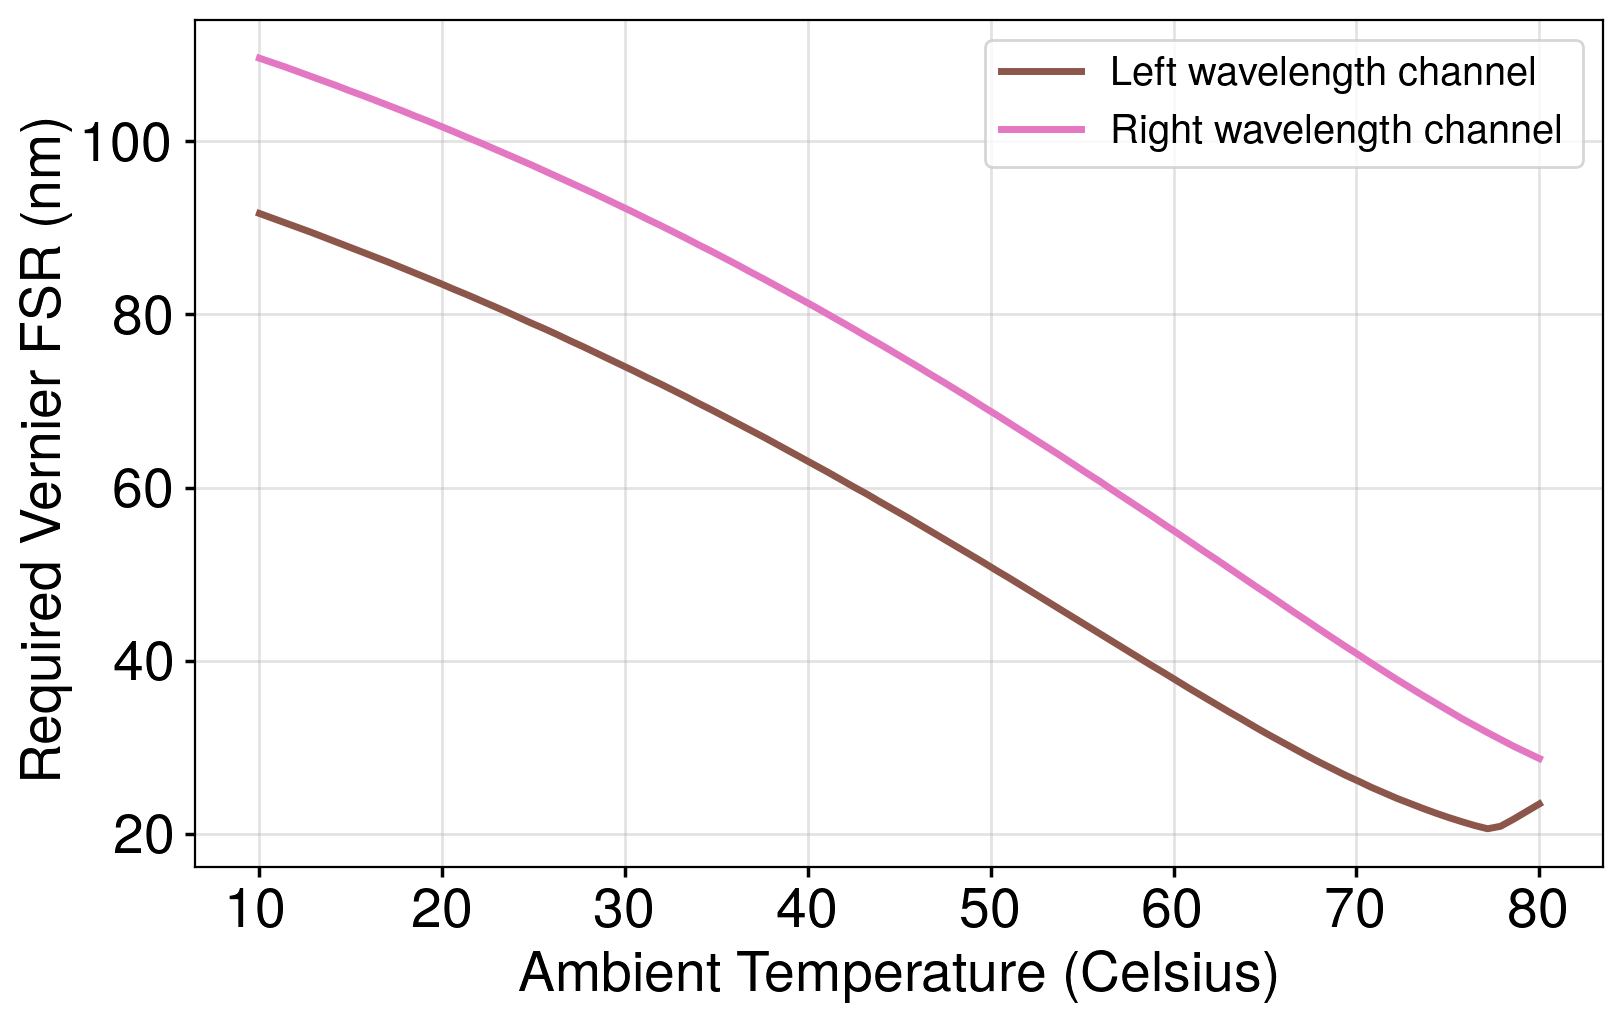 Required Vernier FSR (nm)
100
80
60
40
20
Left wavelength channel
Right wavelength channel
10 20 30 40 50 60 70 80
Ambient Temperature (Celsius)